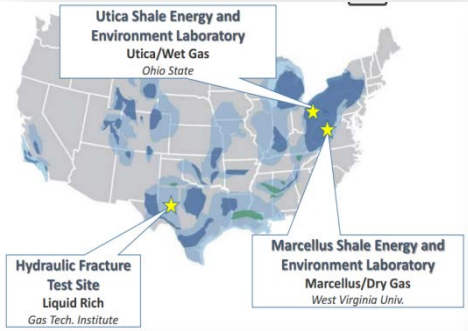 Utica Shale Energy and
Environment Laboratory
Utica/Wet Gas
Ohio State
Hydraulic Fracture
Test Site
Liquid Rich
Gas Tech. Institute
Marcellus Shale Energy and
Environment Laboratory
Marcellus/Dry Gas
West Virginia Univ.